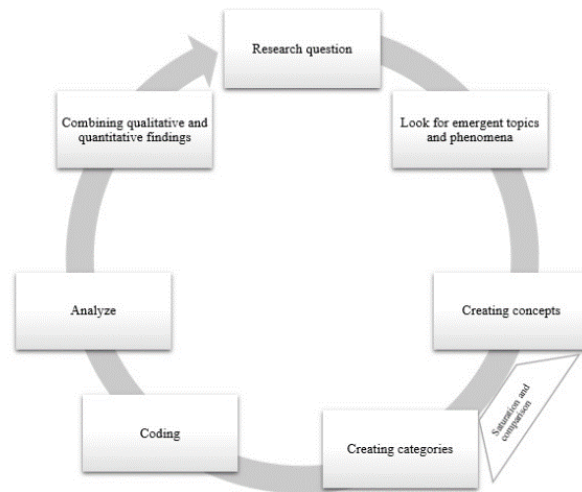 Research question
Look for emergent topics
and phenomena
Creating concepts
Saturation and
comparison
Creating categories
Coding
Analyze
Combining qualitative and
quantitative findings